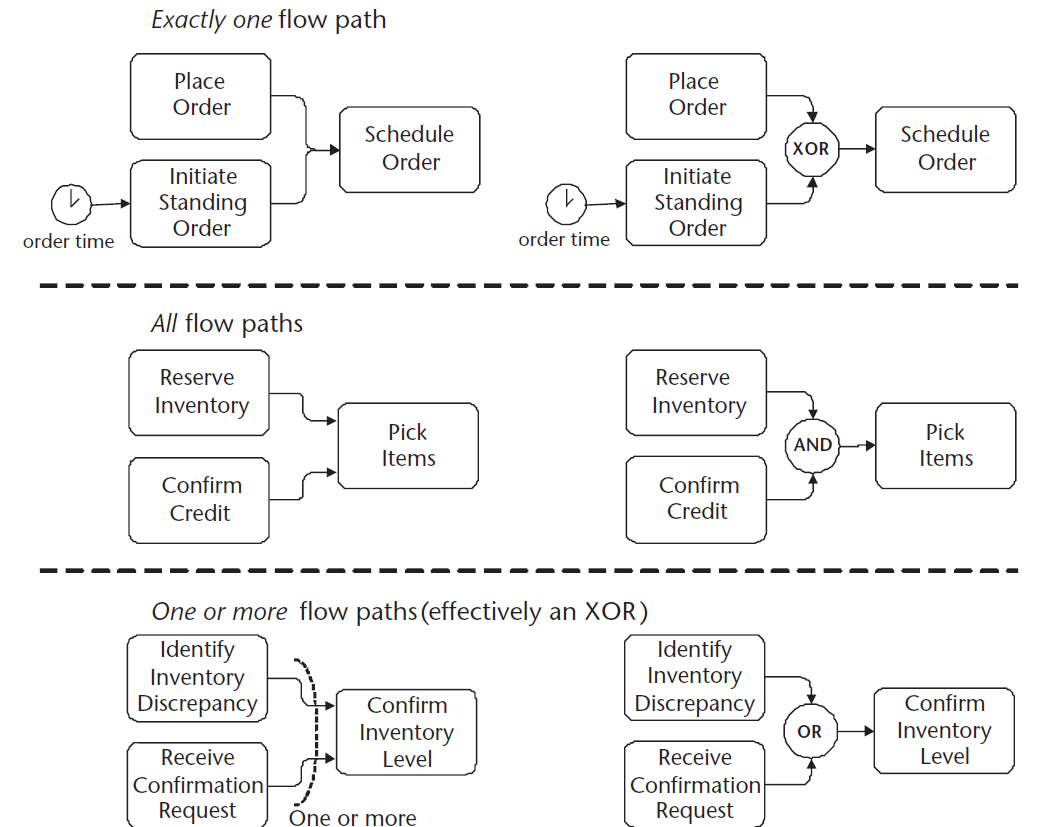 Exactly one flow path
Place
Order
Schedule
Order
Initiate
Standing
Order
order time
Place
Order
XOR
Schedule
Order
Initiate
Standing
Order
order time
All flow paths
Reserve
Inventory
Pick
Items
Confirm
Credit
Reserve
Inventory
AND
Pick
Items
Confirm
Credit
One or more flow paths (effectively an XOR)
Identify
Inventory
Discrepancy
Confirm
Inventory
Level
Receive
Confirmation
Request
One or more
Identify
Inventory
Discrepancy
OR
Confirm
Inventory
Level
Receive
Confirmation
Request